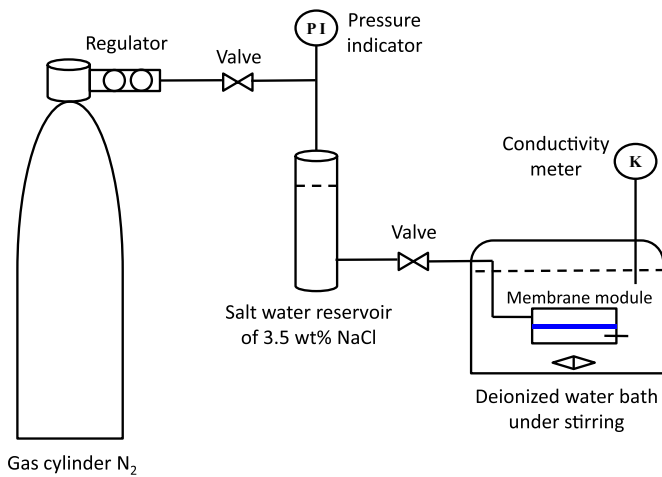 Regulator
Valve
P I
Pressure
indicator
Conductivity
meter
K
Valve
Salt water reservoir
of 3.5 wt% NaCl
Membrane module
Deionized water bath
under stirring
Gas cylinder N₂